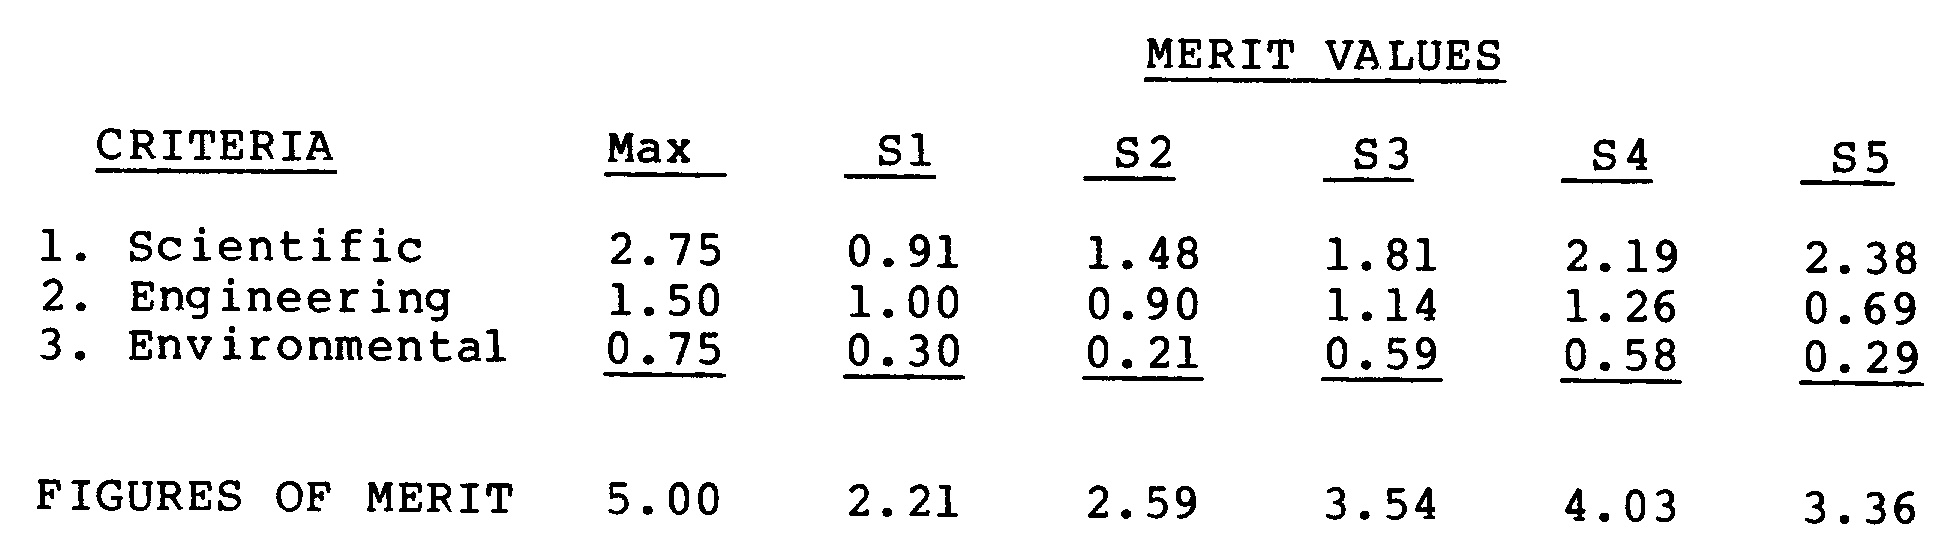 MERIT VALUES
CRITERIA Max S1 S2 S3 S4 S5
1. Scientific 2.75 0.91 1.48 1.81 2.19 2.38
2. Engineering 1.50 1.00 0.90 1.14 1.26 0.69
3. Environmental 0.75 0.30 0.21 0.59 0.58 0.29
FIGURES OF MERIT 5.00 2.21 2.59 3.54 4.03 3.36